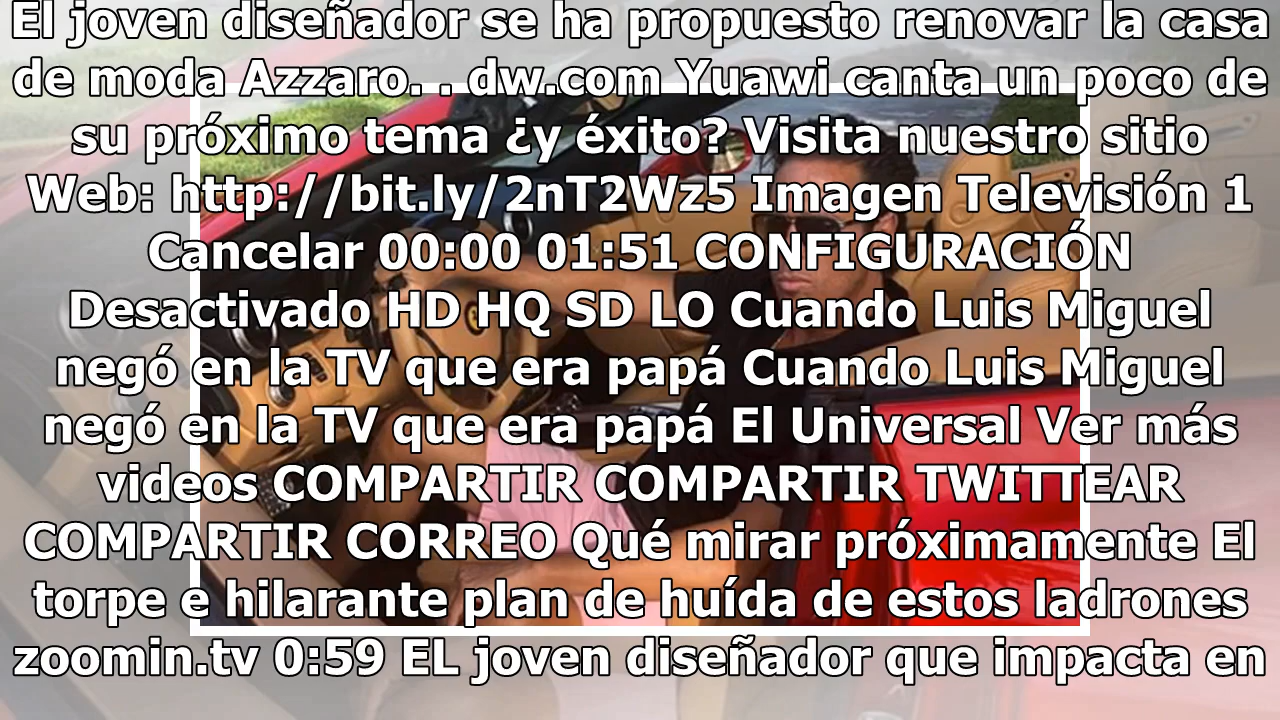 El joven diseñador se ha propuesto renovar la casa
de moda Azzaro. . dw.com Yuawi canta un poco de
su próximo tema ¿y éxito? Visita nuestro sitio
Web: http://bit.ly/2nT2Wz5 Imagen Televisión 1
Cancelar 00:00 01:51 CONFIGURACIÓN
Desactivado HD HQ SD LO Cuando Luis Miguel
negó en la TV que era papá Cuando Luis Miguel
negó en la TV que era papá El Universal Ver más
videos COMPARTIR COMPARTIR TWITTEAR
COMPARTIR CORREO Qué mirar próximamente El
torpe e hilarante plan de huída de estos ladrones
zoomin.tv 0:59 EL joven diseñador que impacta en